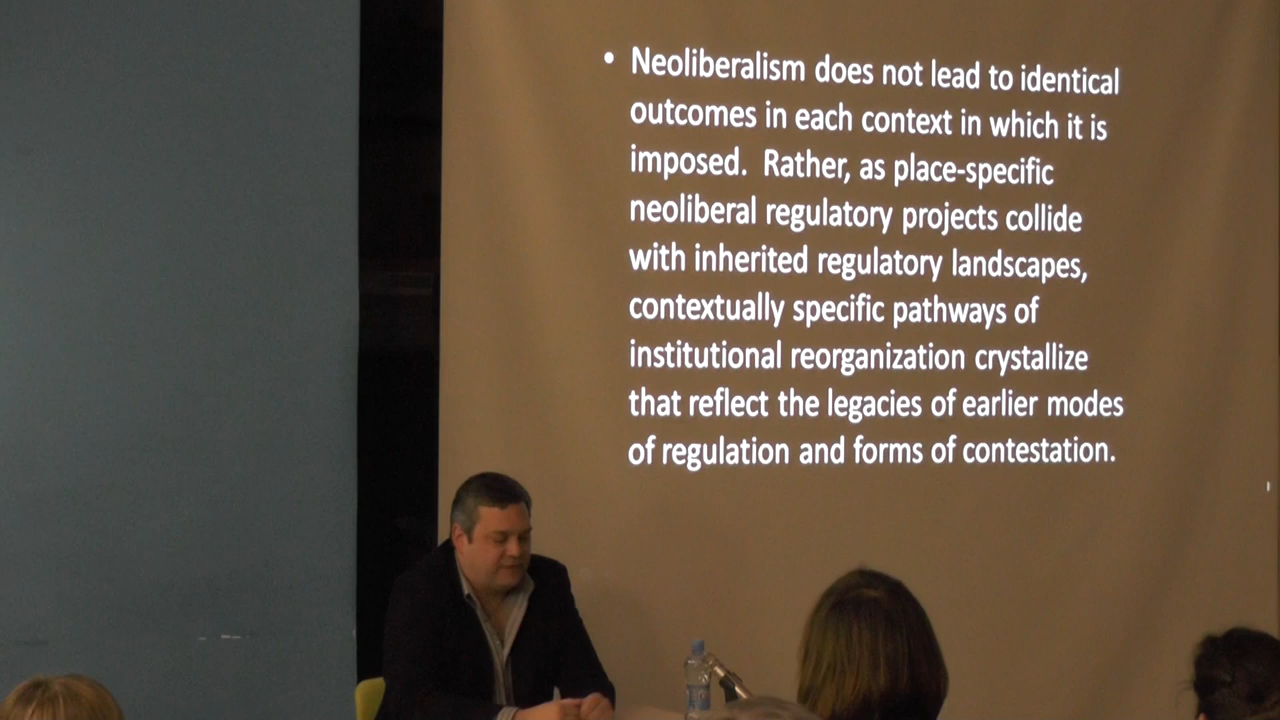 • Neoliberalism does not lead to identical
outcomes in each context in which it is
imposed.  Rather, as place-specific
neoliberal regulatory projects collide
with inherited regulatory landscapes,
contextually specific pathways of
institutional reorganization crystallize
that reflect the legacies of earlier modes
of regulation and forms of contestation.